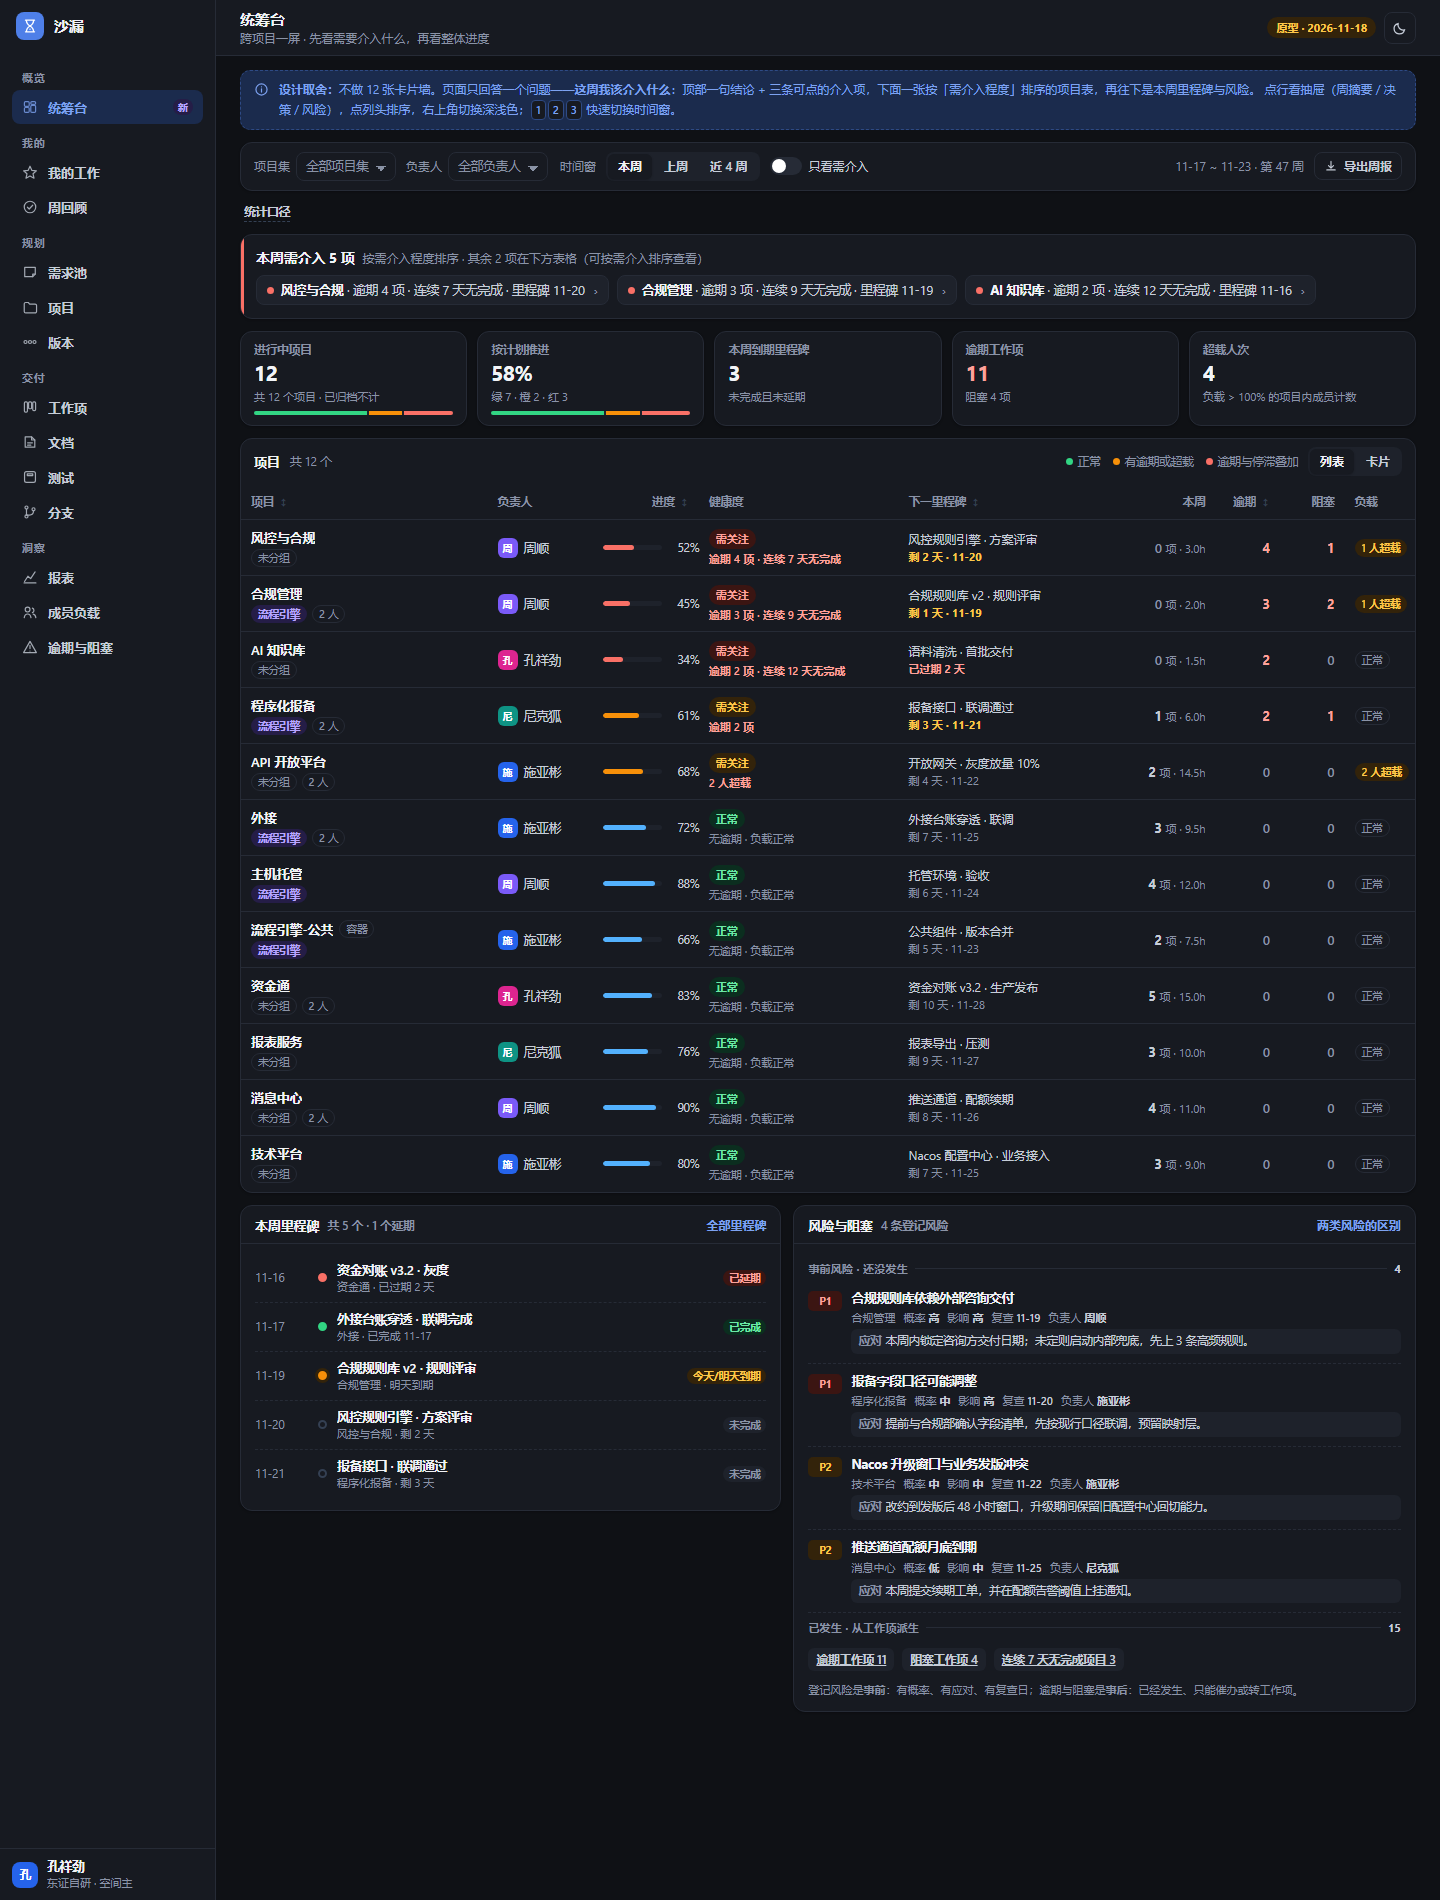 沙漏
概览
统筹台 新
我的
我的工作
周回顾
规划
需求池
项目
版本
交付
工作项
文档
测试
分支
洞察
报表
成员负载
逾期与阻塞
孔
孔祥劲
东证自研 · 空间主
统筹台
跨项目一屏 · 先看需要介入什么，再看整体进度
原型 · 2026-11-18
设计取舍：不做 12 张卡片墙。页面只回答一个问题——这周我该介入什么：顶部一句结论 + 三条可点的介入项，下面一张按「需介入程度」排序的项目表，再往下是本周里程碑与风险。 点行看抽屉（周摘要 / 决
策 / 风险），点列头排序，右上角切换深浅色； 1 2 3 快速切换时间窗。
项目集 全部项目集 负责人 全部负责人 时间窗 本周 上周 近 4 周 只看需介入 11-17 ~ 11-23 · 第 47 周 导出周报
统计口径
本周需介入 5 项 按需介入程度排序 · 其余 2 项在下方表格（可按需介入排序查看）
风控与合规 · 逾期 4 项 · 连续 7 天无完成 · 里程碑 11-20 ›
合规管理 · 逾期 3 项 · 连续 9 天无完成 · 里程碑 11-19 ›
AI 知识库 · 逾期 2 项 · 连续 12 天无完成 · 里程碑 11-16 ›
进行中项目
12
共 12 个项目 · 已归档不计
按计划推进
58%
绿 7 · 橙 2 · 红 3
本周到期里程碑
3
未完成且未延期
逾期工作项
11
阻塞 4 项
超载人次
4
负载 > 100% 的项目内成员计数
项目 共 12 个 正常 有逾期或超载 逾期与停滞叠加 列表 卡片
项目 ↕ 负责人 进度 ↕ 健康度 下一里程碑 ↕ 本周 逾期 ↕ 阻塞 负载
风控与合规
未分组
周 周顺 52%
需关注
逾期 4 项 · 连续 7 天无完成
风控规则引擎 · 方案评审
剩 2 天 · 11-20
0 项 · 3.0h 4 1 1 人超载
合规管理
流程引擎 2 人
周 周顺 45%
需关注
逾期 3 项 · 连续 9 天无完成
合规规则库 v2 · 规则评审
剩 1 天 · 11-19
0 项 · 2.0h 3 2 1 人超载
AI 知识库
未分组
孔 孔祥劲 34%
需关注
逾期 2 项 · 连续 12 天无完成
语料清洗 · 首批交付
已过期 2 天
0 项 · 1.5h 2 0 正常
程序化报备
流程引擎 2 人
尼 尼克狐 61%
需关注
逾期 2 项
报备接口 · 联调通过
剩 3 天 · 11-21
1 项 · 6.0h 2 1 正常
API 开放平台
未分组 2 人
施 施亚彬 68%
需关注
2 人超载
开放网关 · 灰度放量 10%
剩 4 天 · 11-22
2 项 · 14.5h 0 0 2 人超载
外接
流程引擎 2 人
施 施亚彬 72%
正常
无逾期 · 负载正常
外接台账穿透 · 联调
剩 7 天 · 11-25
3 项 · 9.5h 0 0 正常
主机托管
流程引擎
周 周顺 88%
正常
无逾期 · 负载正常
托管环境 · 验收
剩 6 天 · 11-24
4 项 · 12.0h 0 0 正常
流程引擎-公共 容器
流程引擎
施 施亚彬 66%
正常
无逾期 · 负载正常
公共组件 · 版本合并
剩 5 天 · 11-23
2 项 · 7.5h 0 0 正常
资金通
未分组 2 人
孔 孔祥劲 83%
正常
无逾期 · 负载正常
资金对账 v3.2 · 生产发布
剩 10 天 · 11-28
5 项 · 15.0h 0 0 正常
报表服务
未分组
尼 尼克狐 76%
正常
无逾期 · 负载正常
报表导出 · 压测
剩 9 天 · 11-27
3 项 · 10.0h 0 0 正常
消息中心
未分组 2 人
周 周顺 90%
正常
无逾期 · 负载正常
推送通道 · 配额续期
剩 8 天 · 11-26
4 项 · 11.0h 0 0 正常
技术平台
未分组
施 施亚彬 80%
正常
无逾期 · 负载正常
Nacos 配置中心 · 业务接入
剩 7 天 · 11-25
3 项 · 9.0h 0 0 正常
本周里程碑 共 5 个 · 1 个延期 全部里程碑
11-16 资金对账 v3.2 · 灰度 已延期
资金通 · 已过期 2 天
11-17 外接台账穿透 · 联调完成 已完成
外接 · 已完成 11-17
11-19 合规规则库 v2 · 规则评审 今天/明天到期
合规管理 · 明天到期
11-20 风控规则引擎 · 方案评审 未完成
风控与合规 · 剩 2 天
11-21 报备接口 · 联调通过 未完成
程序化报备 · 剩 3 天
风险与阻塞 4 条登记风险 两类风险的区别
事前风险 · 还没发生 4
P1 合规规则库依赖外部咨询交付
合规管理 概率 高 影响 高 复查 11-19 负责人 周顺
应对 本周内锁定咨询方交付日期；未定则启动内部兜底，先上 3 条高频规则。
P1 报备字段口径可能调整
程序化报备 概率 中 影响 高 复查 11-20 负责人 施亚彬
应对 提前与合规部确认字段清单，先按现行口径联调，预留映射层。
P2 Nacos 升级窗口与业务发版冲突
技术平台 概率 中 影响 中 复查 11-22 负责人 施亚彬
应对 改约到发版后 48 小时窗口，升级期间保留旧配置中心回切能力。
P2 推送通道配额月底到期
消息中心 概率 低 影响 中 复查 11-25 负责人 尼克狐
应对 本周提交续期工单，并在配额告警阈值上挂通知。
已发生 · 从工作项派生 15
逾期工作项 11 阻塞工作项 4 连续 7 天无完成项目 3
登记风险是事前：有概率、有应对、有复查日；逾期与阻塞是事后：已经发生、只能催办或转工作项。